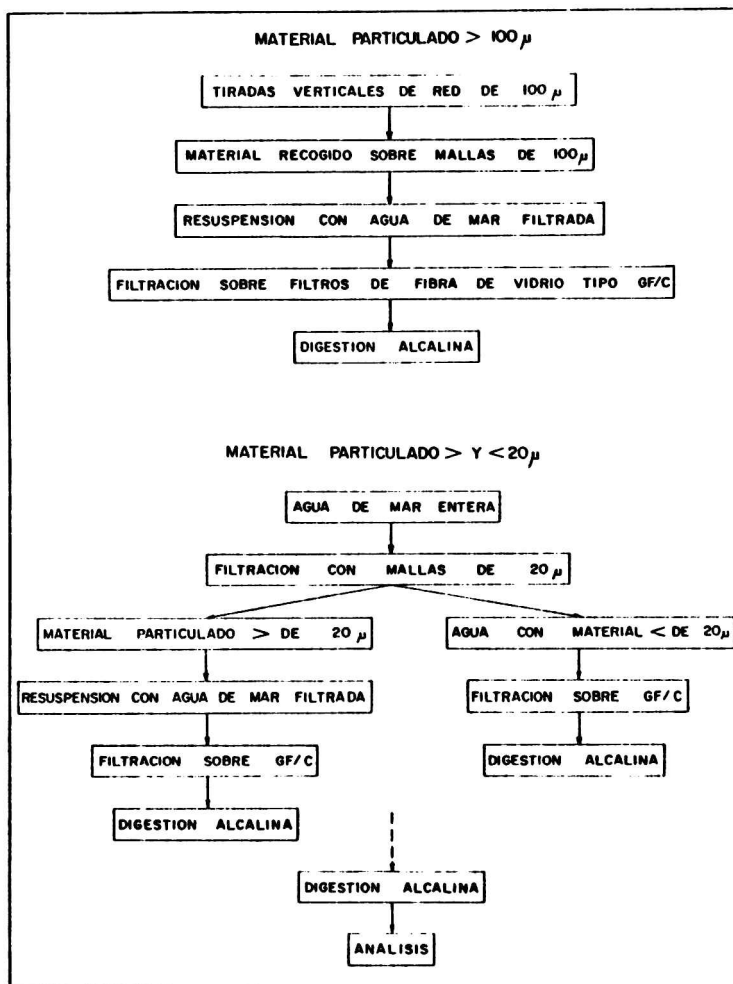 MATERIAL PARTICULADO > 100 µ
TIRADAS VERTICALES DE RED DE 100 µ
MATERIAL RECOGIDO SOBRE MALLAS DE 100µ
RESUSPENSION CON AGUA DE MAR FILTRADA
FILTRACION SOBRE FILTROS DE FIBRA DE VIDRIO TIPO GF/C
DIGESTION ALCALINA
MATERIAL PARTICULADO > Y < 20 µ
AGUA DE MAR ENTERA
FILTRACION CON MALLAS DE 20 µ
MATERIAL PARTICULADO > DE 20 µ
AGUA CON MATERIAL < DE 20µ
RESUSPENSION CON AGUA DE MAR FILTRADA
FILTRACION SOBRE GF/C
FILTRACION SOBRE GF/C
DIGESTION ALCALINA
DIGESTION ALCALINA
DIGESTION ALCALINA
ANALISIS